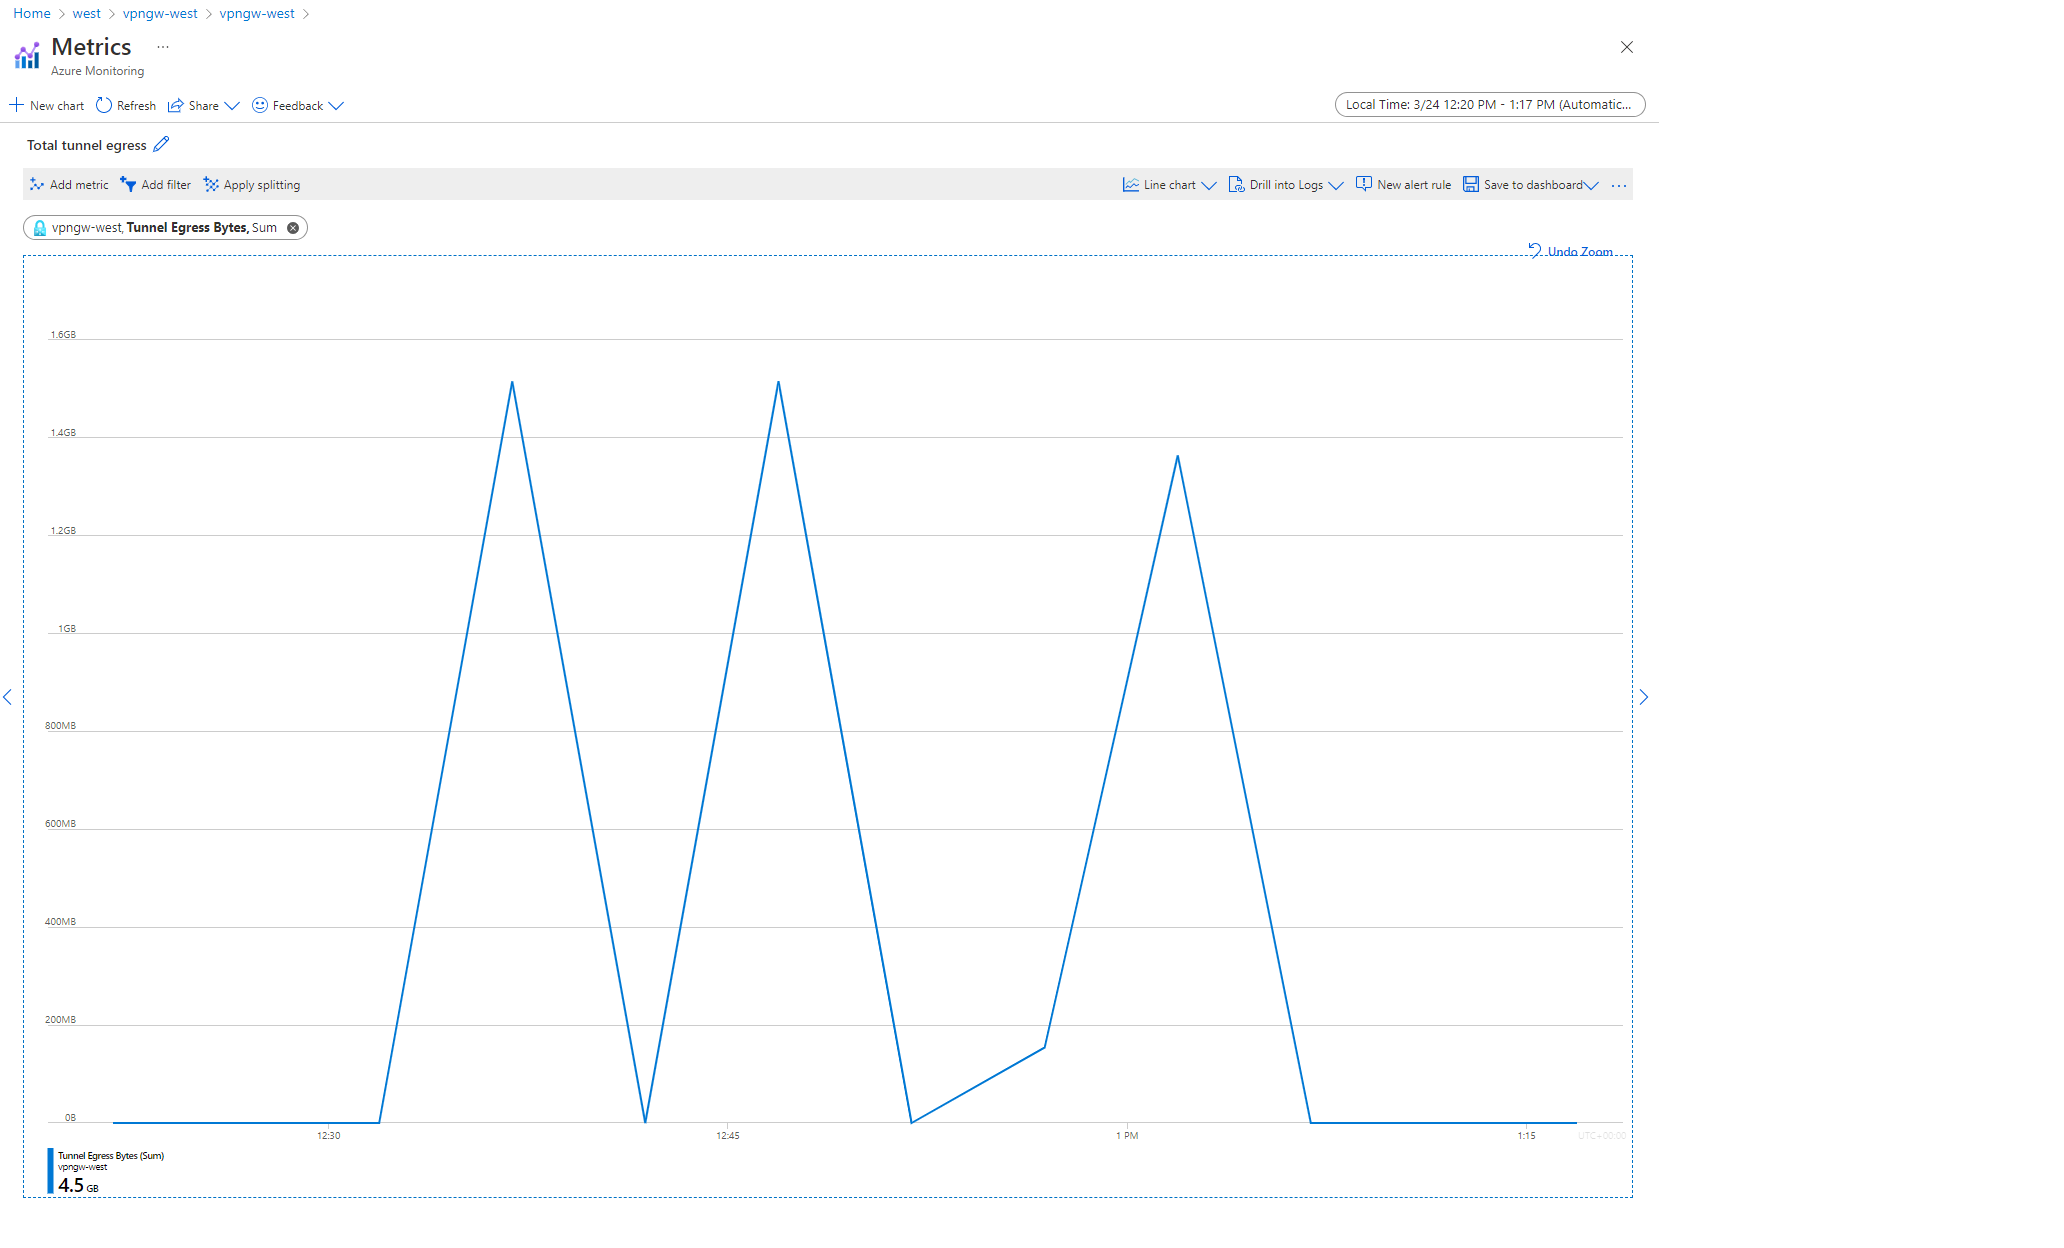 Home > west > vpngw-west > vpngw-west >
Metrics ...
Azure Monitoring
New chart Refresh Share Feedback
Local Time: 3/24 12:20 PM - 1:17 PM (Automatic...
Total tunnel egress
Add metric Add filter Apply splitting Line chart Drill into Logs New alert rule Save to dashboard ...
vpngw-west, Tunnel Egress Bytes, Sum
Undo Zoom
1.6GB
1.4GB
1.2GB
1GB
800MB
600MB
400MB
200MB
0B
12:30 12:45 1 PM 1:15 UTC+00:00
Tunnel Egress Bytes (Sum)
vpngw-west
4.5 GB